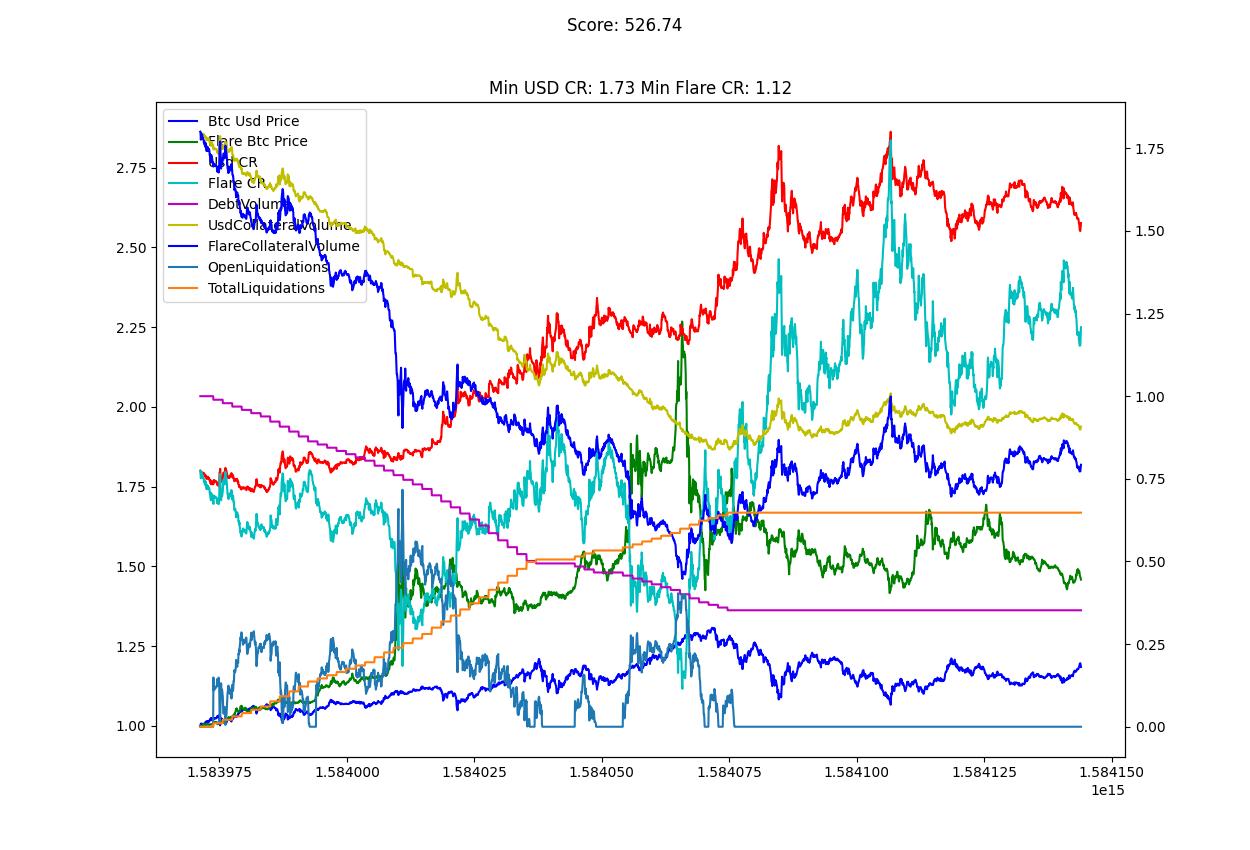 Score: 526.74
Min USD CR: 1.73 Min Flare CR: 1.12
Btc Usd Price
Flare Btc Price
Usd CR
Flare CR
DebtVolume
UsdCollateralVolume
FlareCollateralVolume
OpenLiquidations
TotalLiquidations
2.75
2.50
2.25
2.00
1.75
1.50
1.25
1.00
1.75
1.50
1.25
1.00
0.75
0.50
0.25
0.00
1.583975
1.584000
1.584025
1.584050
1.584075
1.584100
1.584125
1.584150
1e15